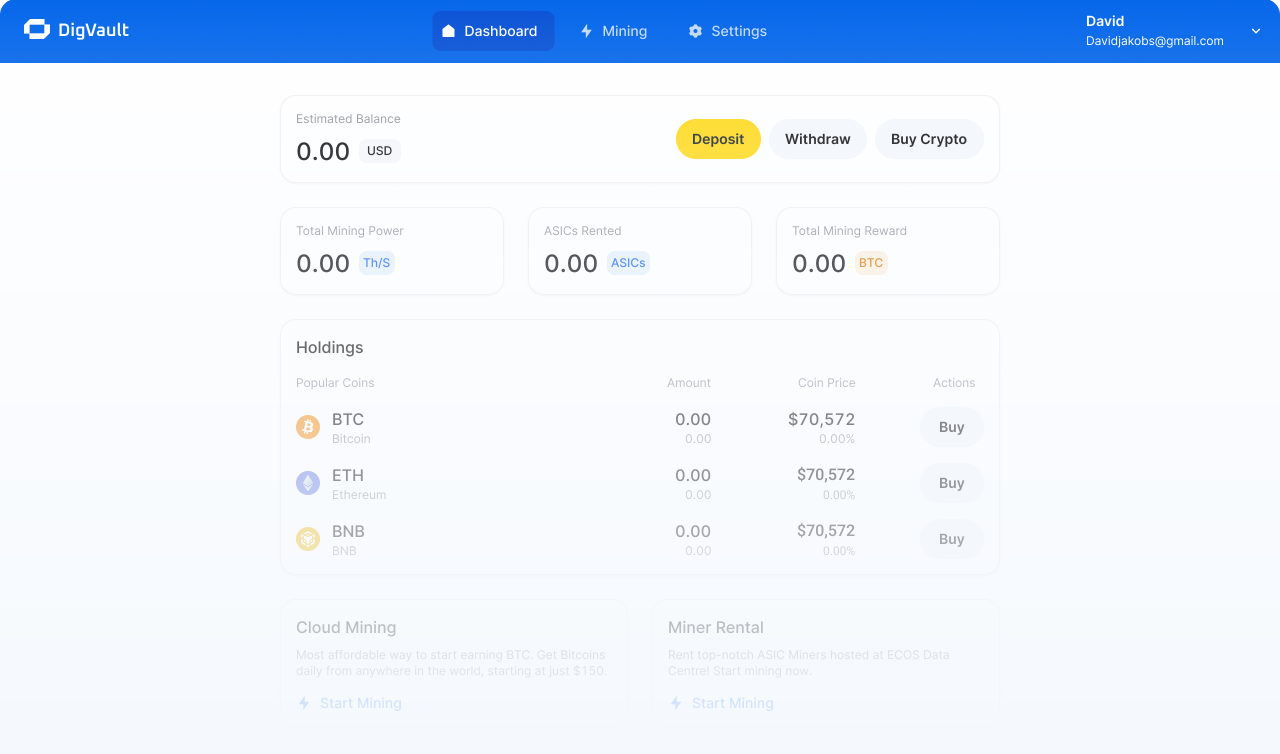 DigVault
Dashboard
Mining
Settings
David
Davidjakobs@gmail.com
Estimated Balance
0.00 USD
Deposit
Withdraw
Buy Crypto
Total Mining Power
0.00 Th/S
ASICs Rented
0.00 ASICs
Total Mining Reward
0.00 BTC
Holdings
Popular Coins Amount Coin Price Actions
BTC 0.00 $70,572 Buy
Bitcoin 0.00 0.00%
ETH 0.00 $70,572 Buy
Ethereum 0.00 0.00%
BNB 0.00 $70,572 Buy
BNB 0.00 0.00%
Cloud Mining
Most affordable way to start earning BTC. Get Bitcoins
daily from anywhere in the world, starting at just $150.
Start Mining
Miner Rental
Rent top-notch ASIC Miners hosted at ECOS Data
Centre! Start mining now.
Start Mining